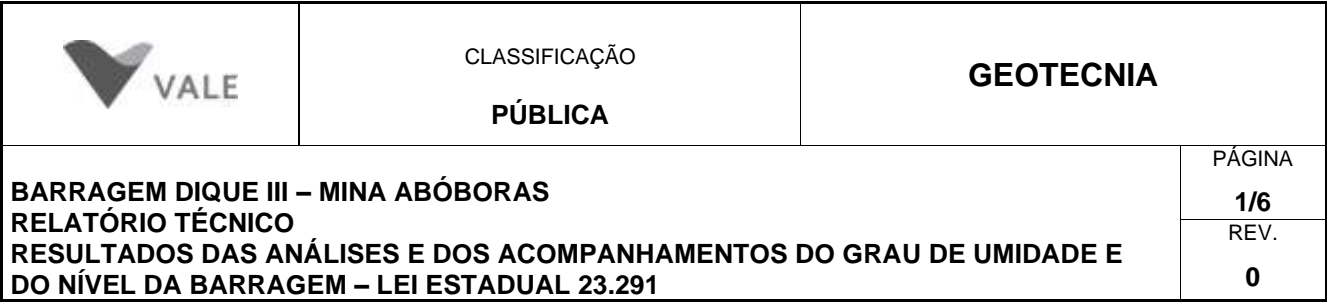 VALE
CLASSIFICAÇÃO
PÚBLICA
GEOTECNIA
BARRAGEM DIQUE III – MINA ABÓBORAS
RELATÓRIO TÉCNICO
RESULTADOS DAS ANÁLISES E DOS ACOMPANHAMENTOS DO GRAU DE UMIDADE E
DO NÍVEL DA BARRAGEM – LEI ESTADUAL 23.291
PÁGINA
1/6
REV.
0